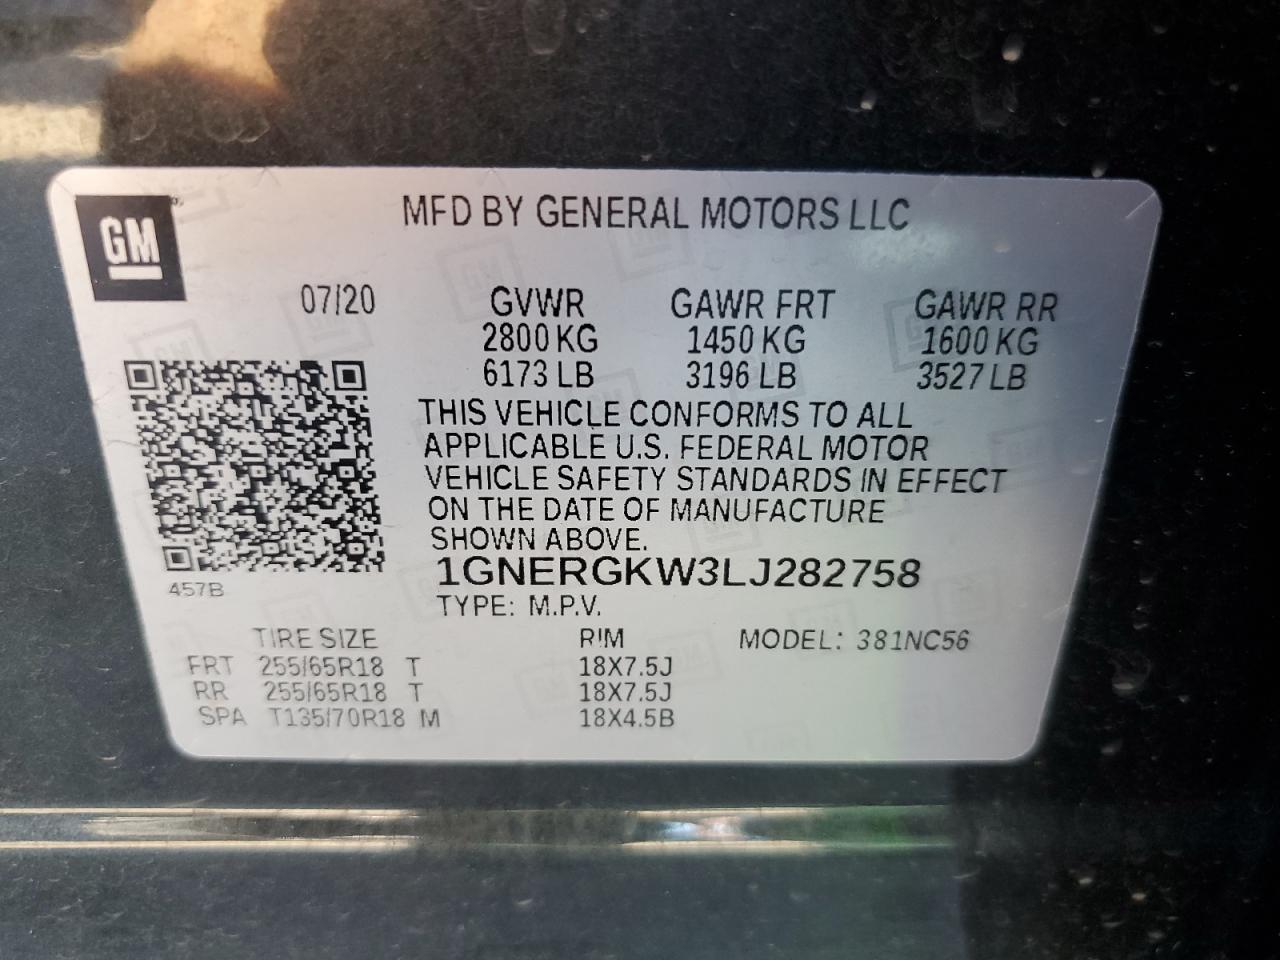 GM
MFD BY GENERAL MOTORS LLC
07/20
GVWR GAWR FRT GAWR RR
2800 KG 1450 KG 1600 KG
6173 LB 3196 LB 3527 LB
THIS VEHICLE CONFORMS TO ALL
APPLICABLE U.S. FEDERAL MOTOR
VEHICLE SAFETY STANDARDS IN EFFECT
ON THE DATE OF MANUFACTURE
SHOWN ABOVE.
1GNERGKW3LJ282758
457B
TYPE: M.P.V.
TIRE SIZE RIM MODEL: 381NC56
FRT 255/65R18 T 18X7.5J
RR 255/65R18 T 18X7.5J
SPA T135/70R18 M 18X4.5B